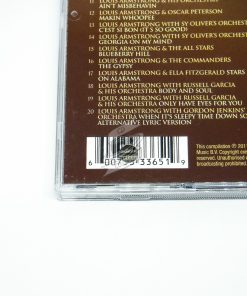 AIN'T MISBEHAVIN
12 LOUIS ARMSTRONG & OSCAR PETERSON
MAKIN WHOOPEE
13 LOUIS ARMSTRONG WITH SY OLIVER'S ORCHESTRA
C'EST SI BON (IT'S SO GOOD)
14 LOUIS ARMSTRONG WITH SY OLIVER'S ORCHEST
GEORGIA ON MY MIND
15 LOUIS ARMSTRONG & THE ALL STARS
BLUEBERRY HILL
16 LOUIS ARMSTRONG & THE COMMANDERS
THE GYPSY
17 LOUIS ARMSTRONG & ELLA FITZGERALD STARS
ON ALABAMA
18 LOUIS ARMSTRONG WITH RUSSELL GARCIA
& HIS ORCHESTRA BODY AND SOUL
19 LOUIS ARMSTRONG WITH RUSSELL GARCIA
& HIS ORCHESTRA ONLY HAVE EYES FOR YOU
20 LOUIS ARMSTRONG WITH GORDON JENKINS'
ORCHESTRA WHEN IT'S SLEEPY TIME DOWN SO
ALTERNATIVE LYRIC VERSION
This compilation ℗ 201
Music B.V. Copyright
reserved. Unauthorised
broadcasting prohibited.